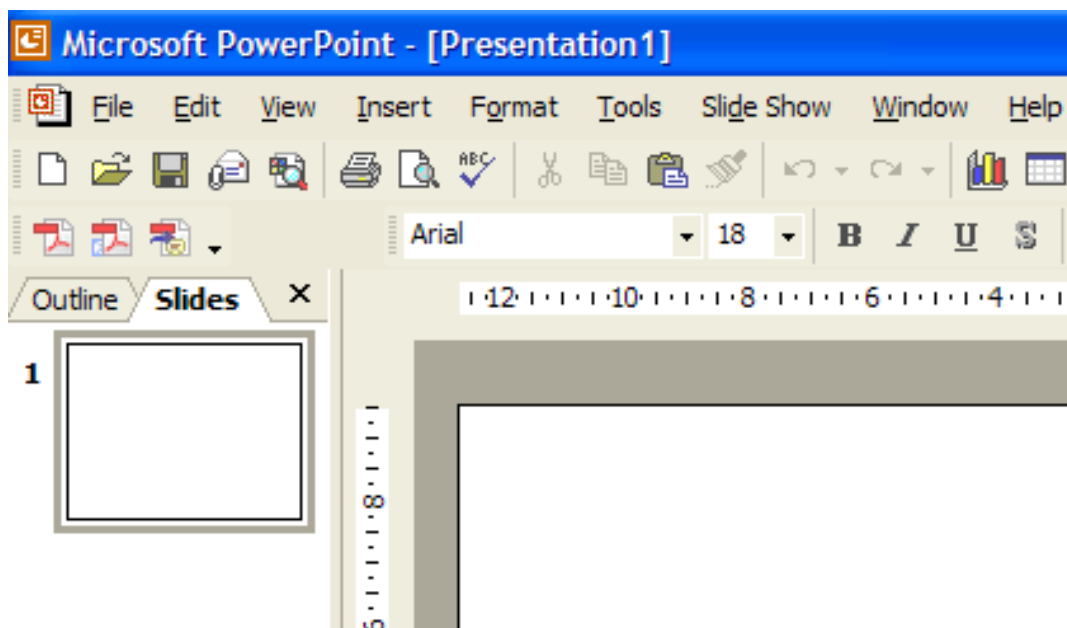 Microsoft PowerPoint - [Presentation1]
File Edit View Insert Format Tools Slide Show Window Help
ABC
Arial 18 B I U S
Outline Slides
12 10 8 6 4
1
8